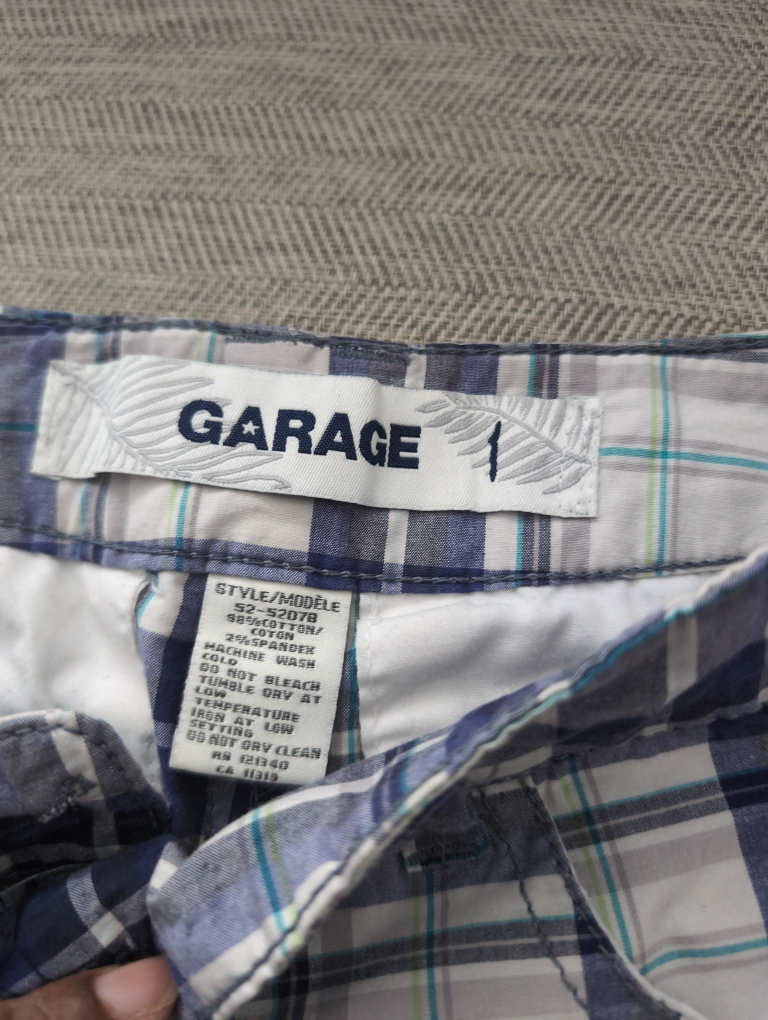 GARAGE 1
STYLE/MODÈLE
52-5207B
98%COTTON/
COTON
2%SPANDEX
MACHINE WASH
COLD
DO NOT BLEACH
TUMBLE DRY AT
LOW
TEMPERATURE
IRON AT LOW
SETTING
DO NOT DRY CLEAN
RN 121340
CA 11319